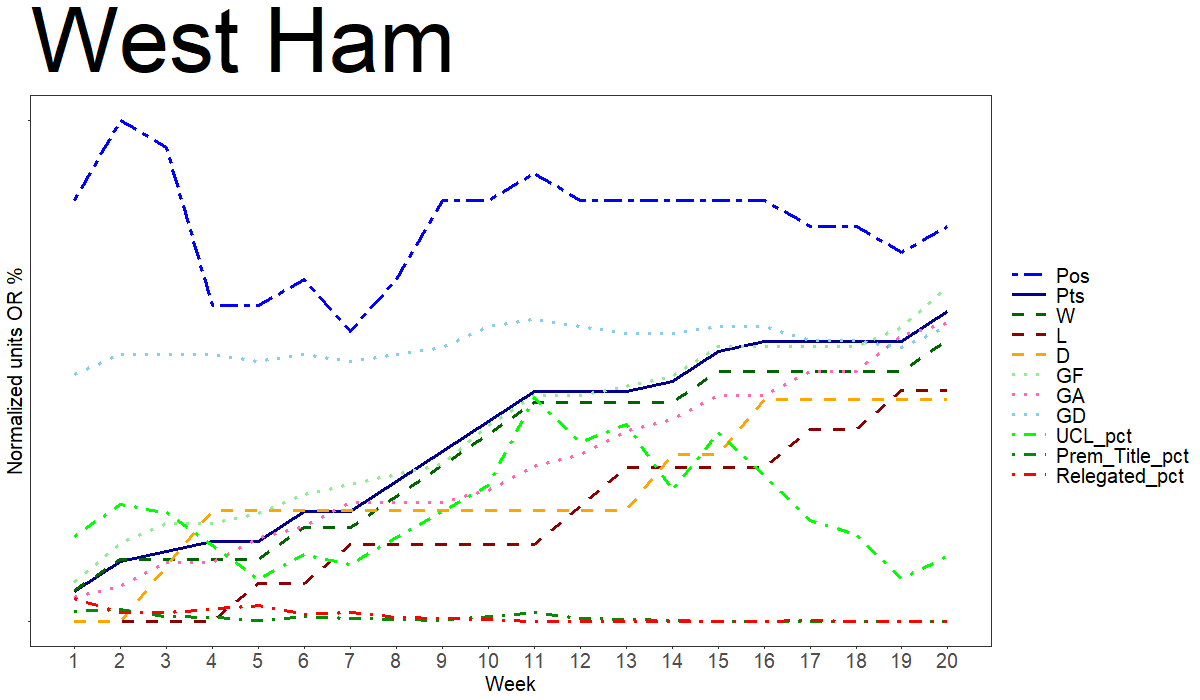 West Ham
Normalized units OR %
1 2 3 4 5 6 7 8 9 10 11 12 13 14 15 16 17 18 19 20
Week
Pos
Pts
W
L
D
GF
GA
GD
UCL_pct
Prem_Title_pct
Relegated_pct